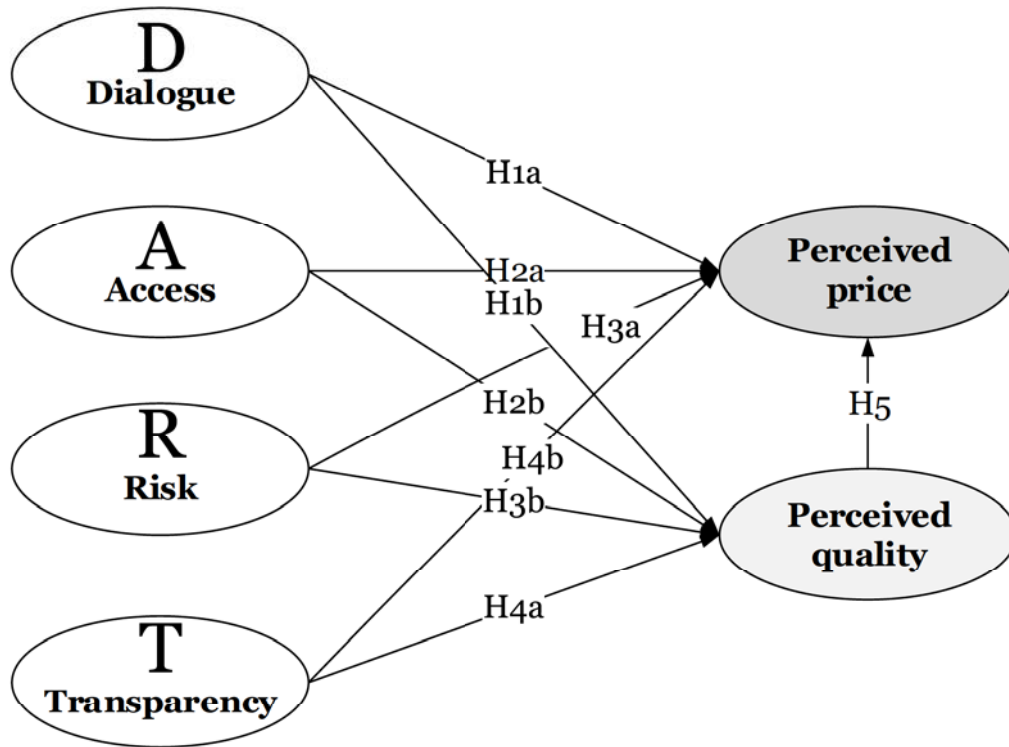 D
Dialogue
H1a
A
Access
H2a
H1b
H3a
Perceived
price
R
Risk
H2b
H4b
H3b
H5
Perceived
quality
T
Transparency
H4a